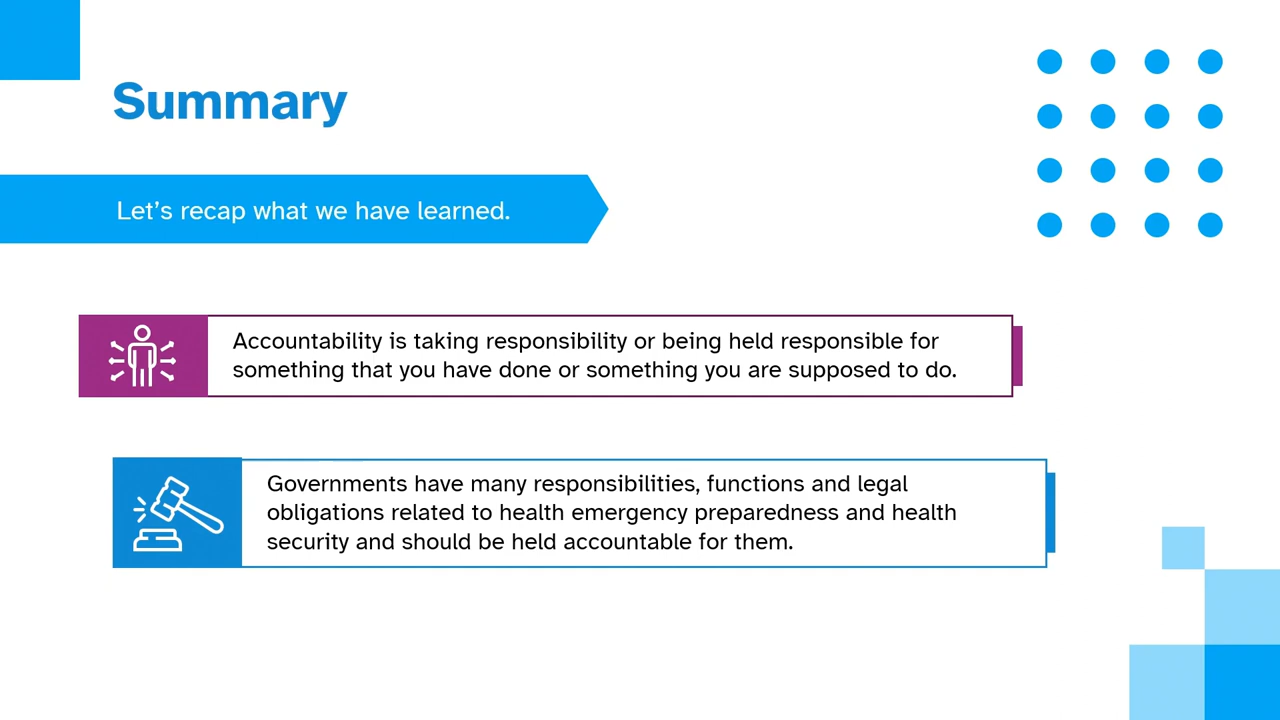 Summary
Let’s recap what we have learned.
Accountability is taking responsibility or being held responsible for
something that you have done or something you are supposed to do.
Governments have many responsibilities, functions and legal
obligations related to health emergency preparedness and health
security and should be held accountable for them.